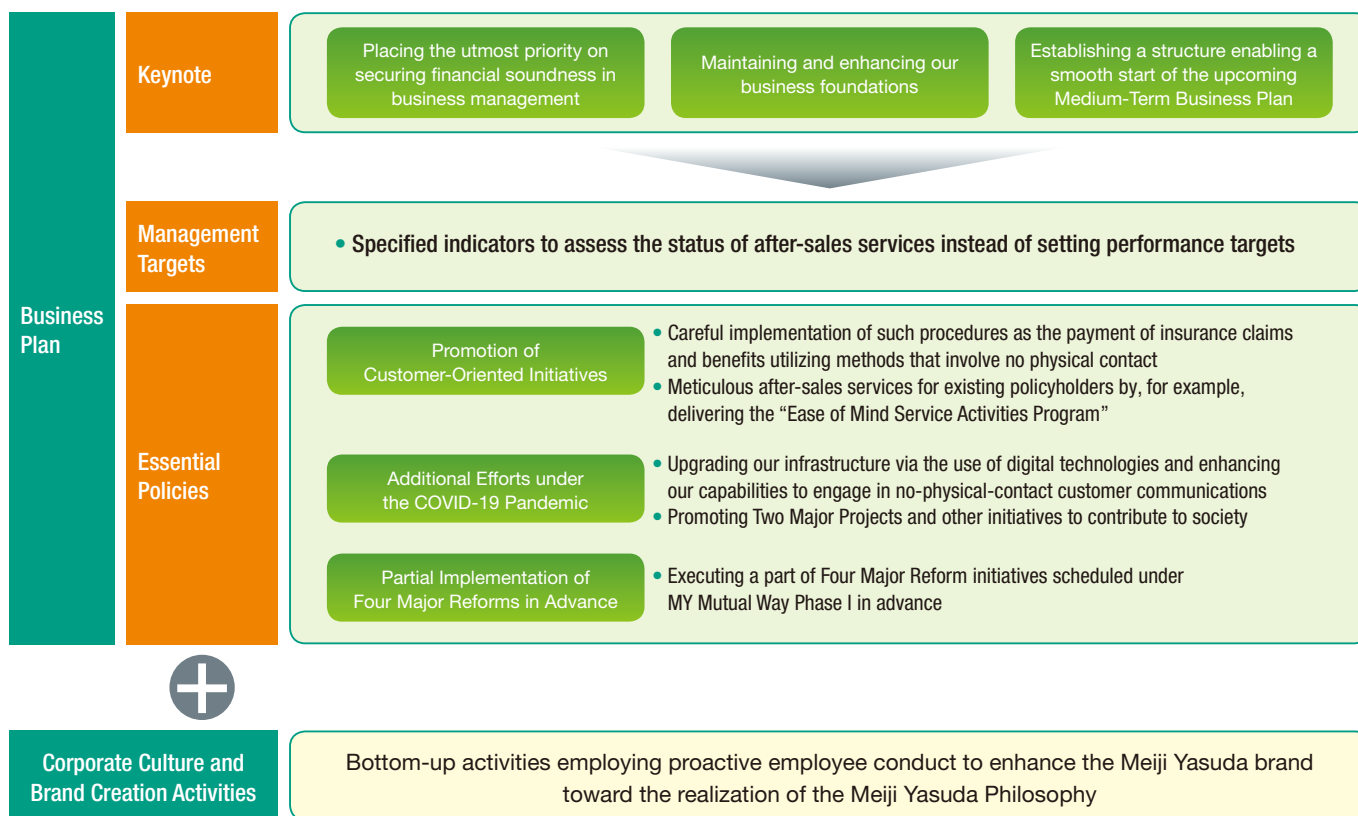 Business
Plan
Keynote
Placing the utmost priority on
securing financial soundness in
business management
Maintaining and enhancing our
business foundations
Establishing a structure enabling a
smooth start of the upcoming
Medium-Term Business Plan
Management
Targets
• Specified indicators to assess the status of after-sales services instead of setting performance targets
Essential
Policies
Promotion of
Customer-Oriented Initiatives
• Careful implementation of such procedures as the payment of insurance claims
and benefits utilizing methods that involve no physical contact
• Meticulous after-sales services for existing policyholders by, for example,
delivering the “Ease of Mind Service Activities Program”
Additional Efforts under
the COVID-19 Pandemic
• Upgrading our infrastructure via the use of digital technologies and enhancing
our capabilities to engage in no-physical-contact customer communications
• Promoting Two Major Projects and other initiatives to contribute to society
Partial Implementation of
Four Major Reforms in Advance
• Executing a part of Four Major Reform initiatives scheduled under
MY Mutual Way Phase I in advance
Corporate Culture and
Brand Creation Activities
Bottom-up activities employing proactive employee conduct to enhance the Meiji Yasuda brand
toward the realization of the Meiji Yasuda Philosophy